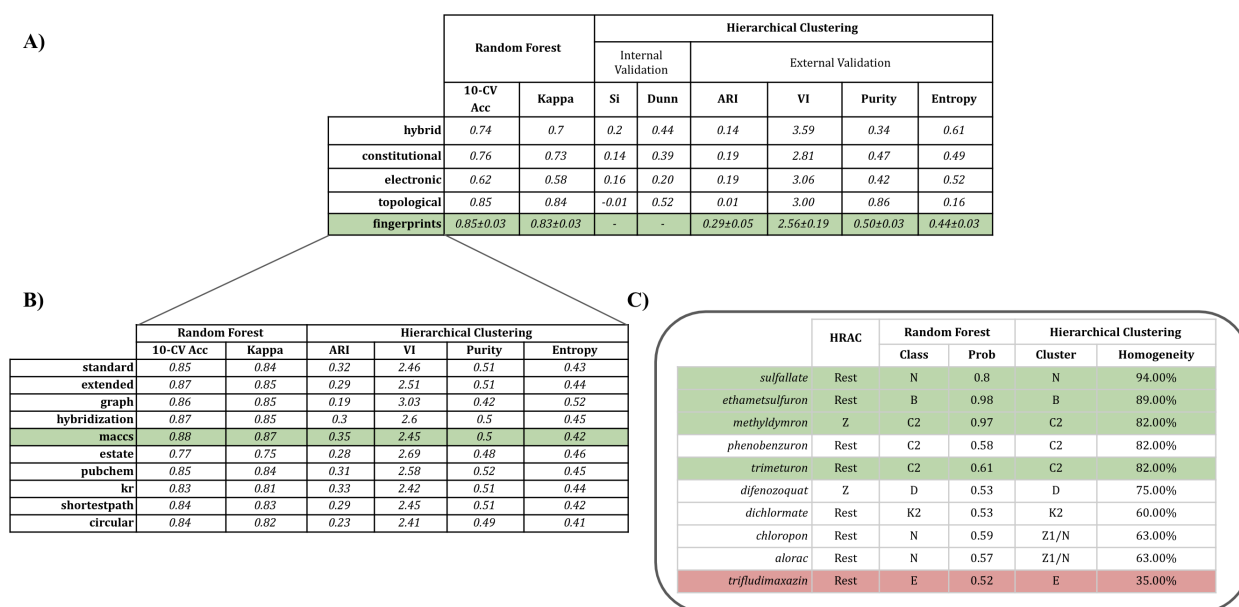 A)
Random Forest Hierarchical Clustering
Internal Validation External Validation
10-CV Acc Kappa Si Dunn ARI VI Purity Entropy
hybrid 0.74 0.7 0.2 0.44 0.14 3.59 0.34 0.61
constitutional 0.76 0.73 0.14 0.39 0.19 2.81 0.47 0.49
electronic 0.62 0.58 0.16 0.20 0.19 3.06 0.42 0.52
topological 0.85 0.84 -0.01 0.52 0.01 3.00 0.86 0.16
fingerprints 0.85±0.03 0.83±0.03 - - 0.29±0.05 2.56±0.19 0.50±0.03 0.44±0.03
B)
Random Forest Hierarchical Clustering
10-CV Acc Kappa ARI VI Purity Entropy
standard 0.85 0.84 0.32 2.46 0.51 0.43
extended 0.87 0.85 0.29 2.51 0.51 0.44
graph 0.86 0.85 0.19 3.03 0.42 0.52
hybridization 0.87 0.85 0.3 2.6 0.5 0.45
maccs 0.88 0.87 0.35 2.45 0.5 0.42
estate 0.77 0.75 0.28 2.69 0.48 0.46
pubchem 0.85 0.84 0.31 2.58 0.52 0.45
kr 0.83 0.81 0.33 2.42 0.51 0.44
shortestpath 0.84 0.83 0.29 2.45 0.51 0.42
circular 0.84 0.82 0.23 2.41 0.49 0.41
C)
HRAC Random Forest Hierarchical Clustering
Class Prob Cluster Homogeneity
sulfallate Rest N 0.8 N 94.00%
ethametsulfuron Rest B 0.98 B 89.00%
methyldymron Z C2 0.97 C2 82.00%
phenobenzuron Rest C2 0.58 C2 82.00%
trimeturon Rest C2 0.61 C2 82.00%
difenozoquat Z D 0.53 D 75.00%
dichlormate Rest K2 0.53 K2 60.00%
chloropon Rest N 0.59 Z1/N 63.00%
alorac Rest N 0.57 Z1/N 63.00%
trifludimaxazin Rest E 0.52 E 35.00%